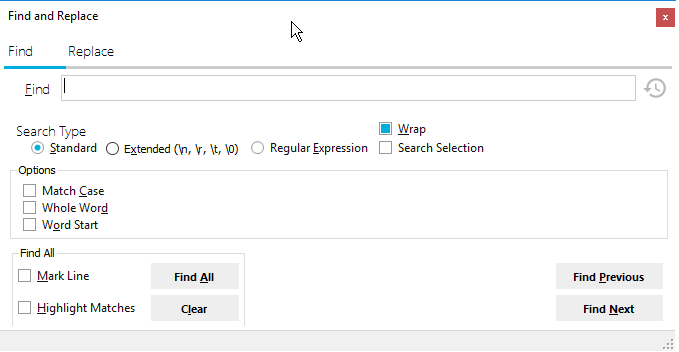 Find and Replace
Find Replace
Find
Search Type
Wrap
Standard Extended (\n, \r, \t, \0) Regular Expression Search Selection
Options
Match Case
Whole Word
Word Start
Find All
Mark Line Find All Find Previous
Highlight Matches Clear Find Next